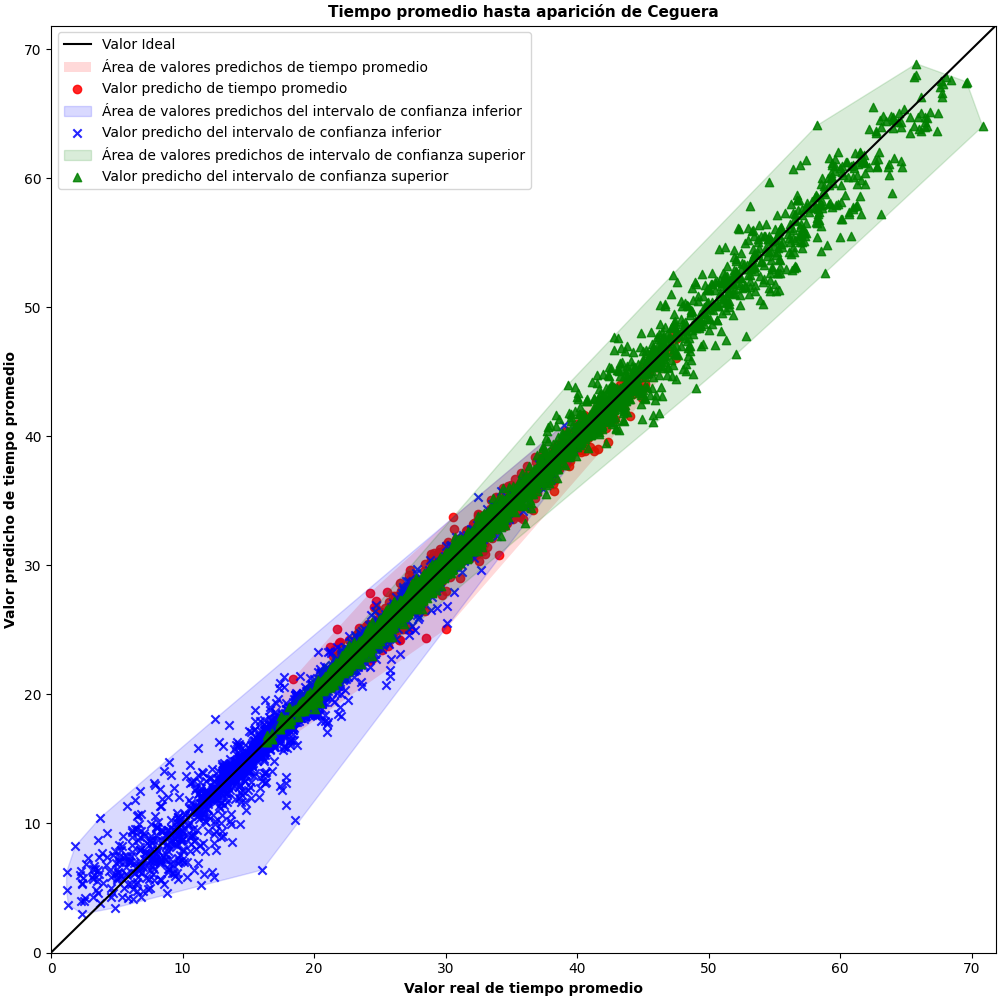 Tiempo promedio hasta aparición de Ceguera
Valor Ideal
Área de valores predichos de tiempo promedio
Valor predicho de tiempo promedio
Área de valores predichos del intervalo de confianza inferior
Valor predicho del intervalo de confianza inferior
Área de valores predichos de intervalo de confianza superior
Valor predicho del intervalo de confianza superior
Valor predicho de tiempo promedio
70
60
50
40
30
20
10
0
0 10 20 30 40 50 60 70
Valor real de tiempo promedio